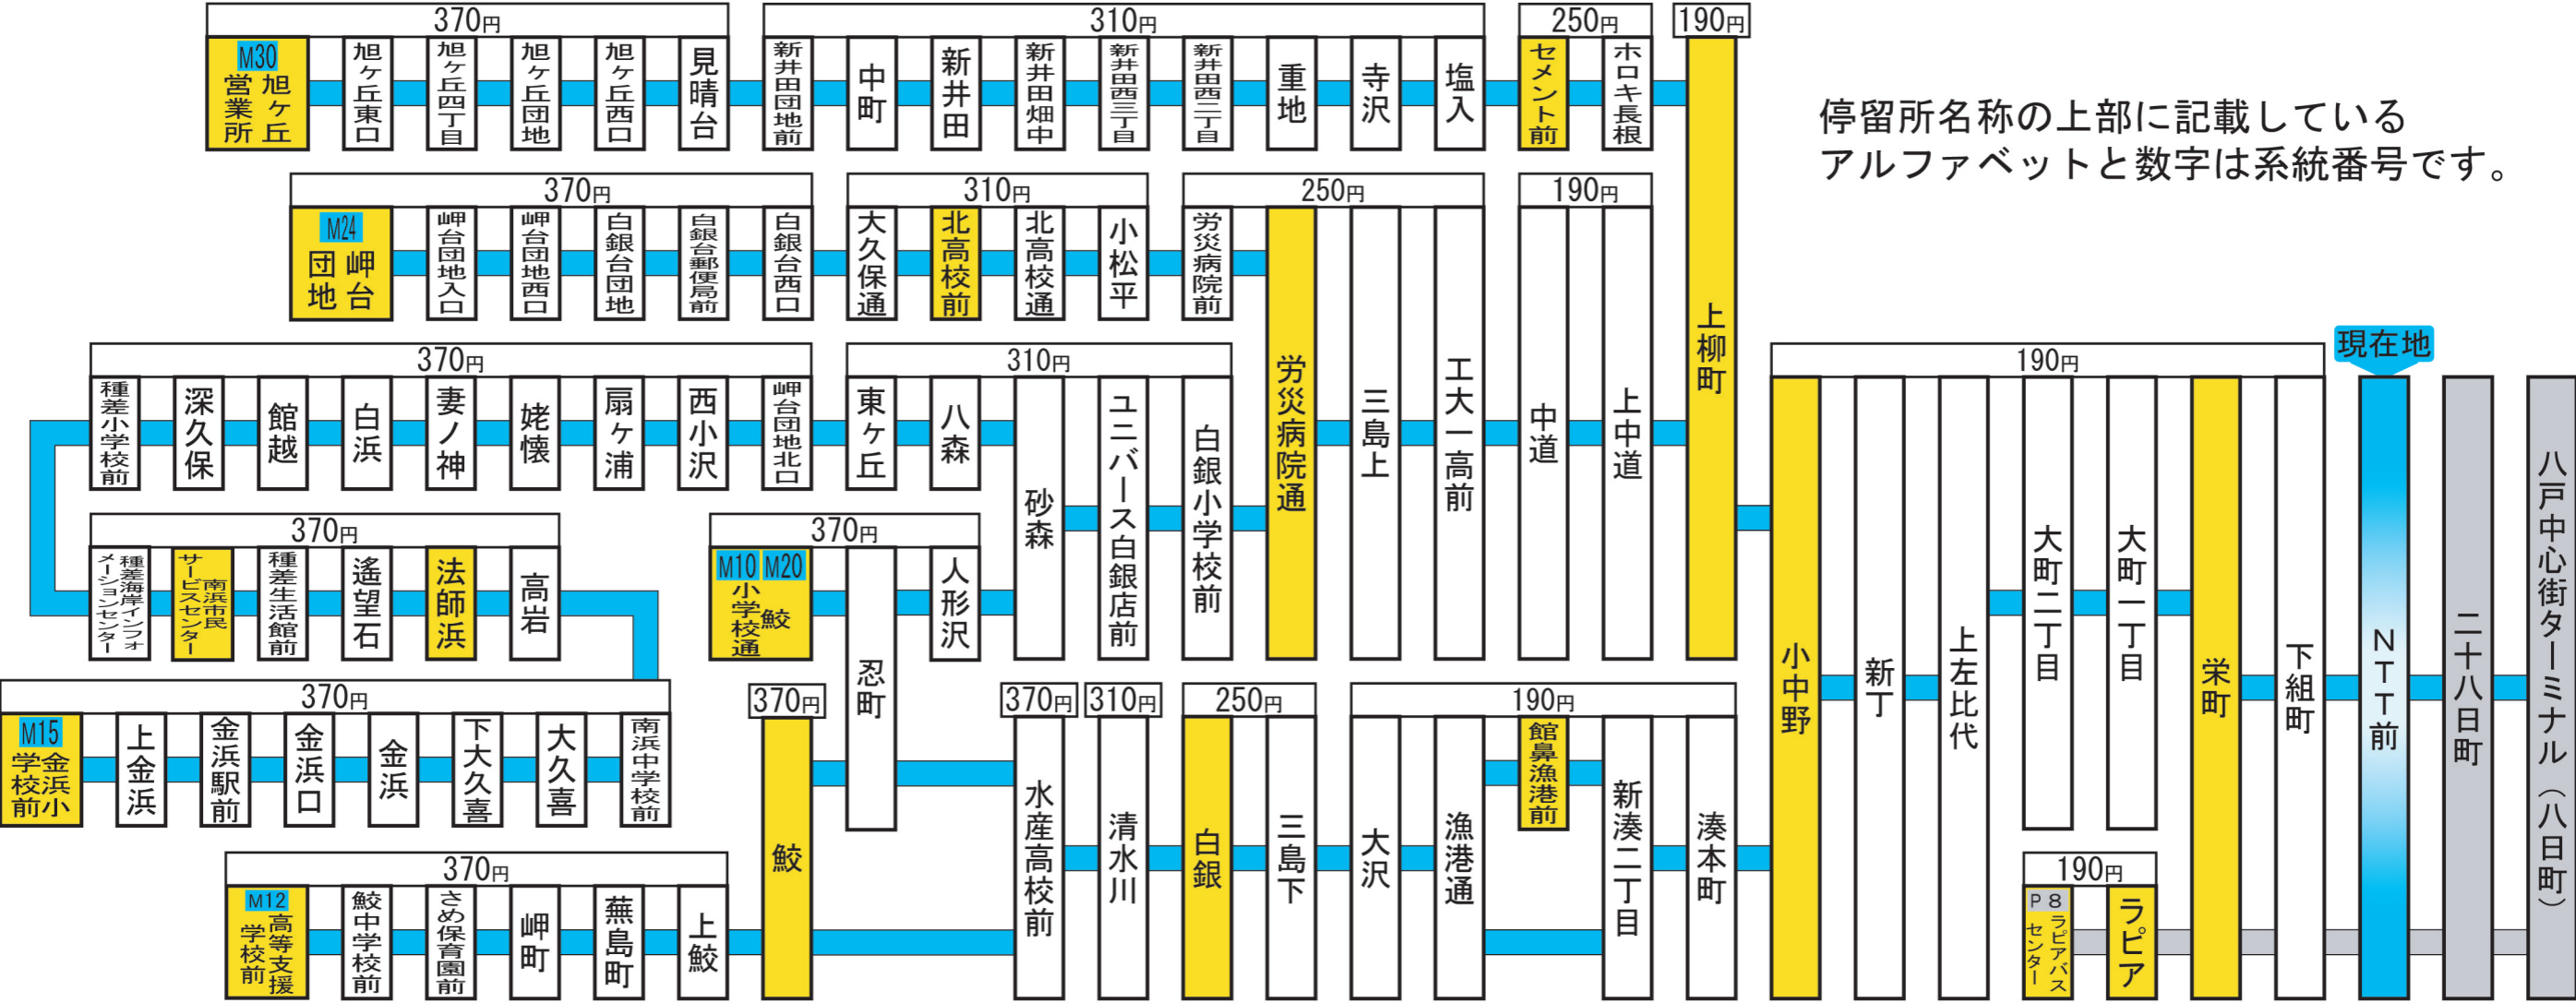 370円
310円
250円
190円
M30
旭ヶ丘営業所
旭ヶ丘東口
旭ヶ丘四丁目
旭ヶ丘団地
旭ヶ丘西口
見晴台
新井田団地前
中町
新井田
新井田畑中
新井田西三丁目
新井田西二丁目
重地
寺沢
塩入
セメント前
ホロキ長根
上柳町
停留所名称の上部に記載している
アルファベットと数字は系統番号です。
370円
310円
250円
190円
M24
岬台団地
岬台団地入口
岬台団地西口
白銀台団地
白銀台郵便局前
白銀台西口
大久保通
北高校前
北高校通
小松平
労災病院前
労災病院通
三島上
工大一高前
中道
上中道
370円
310円
190円
現在地
種差小学校前
深久保
館越
白浜
妻ノ神
姥懐
扇ヶ浦
西小沢
岬台団地北口
東ヶ丘
八森
砂森
ユニバース白銀店前
白銀小学校前
小中野
新丁
上左比代
大町二丁目
大町一丁目
栄町
下組町
NTT前
二十八日町
八戸中心街ターミナル（八日町）
370円
370円
種差海岸インフォメーションセンター
南浜市民サービスセンター
種差生活館前
遙望石
法師浜
高岩
M10 M20
鮫小学校通
忍町
人形沢
370円
370円
370円
310円
250円
190円
M15
金浜小学校前
上金浜
金浜駅前
金浜口
金浜
下大久喜
大久喜
南浜中学校前
鮫
水産高校前
清水川
白銀
三島下
大沢
漁港通
館鼻漁港前
新湊二丁目
湊本町
370円
190円
M12
高等支援学校前
鮫中学校前
さめ保育園前
岬町
蕪島町
上鮫
P8
ラピアバスセンター
ラピア